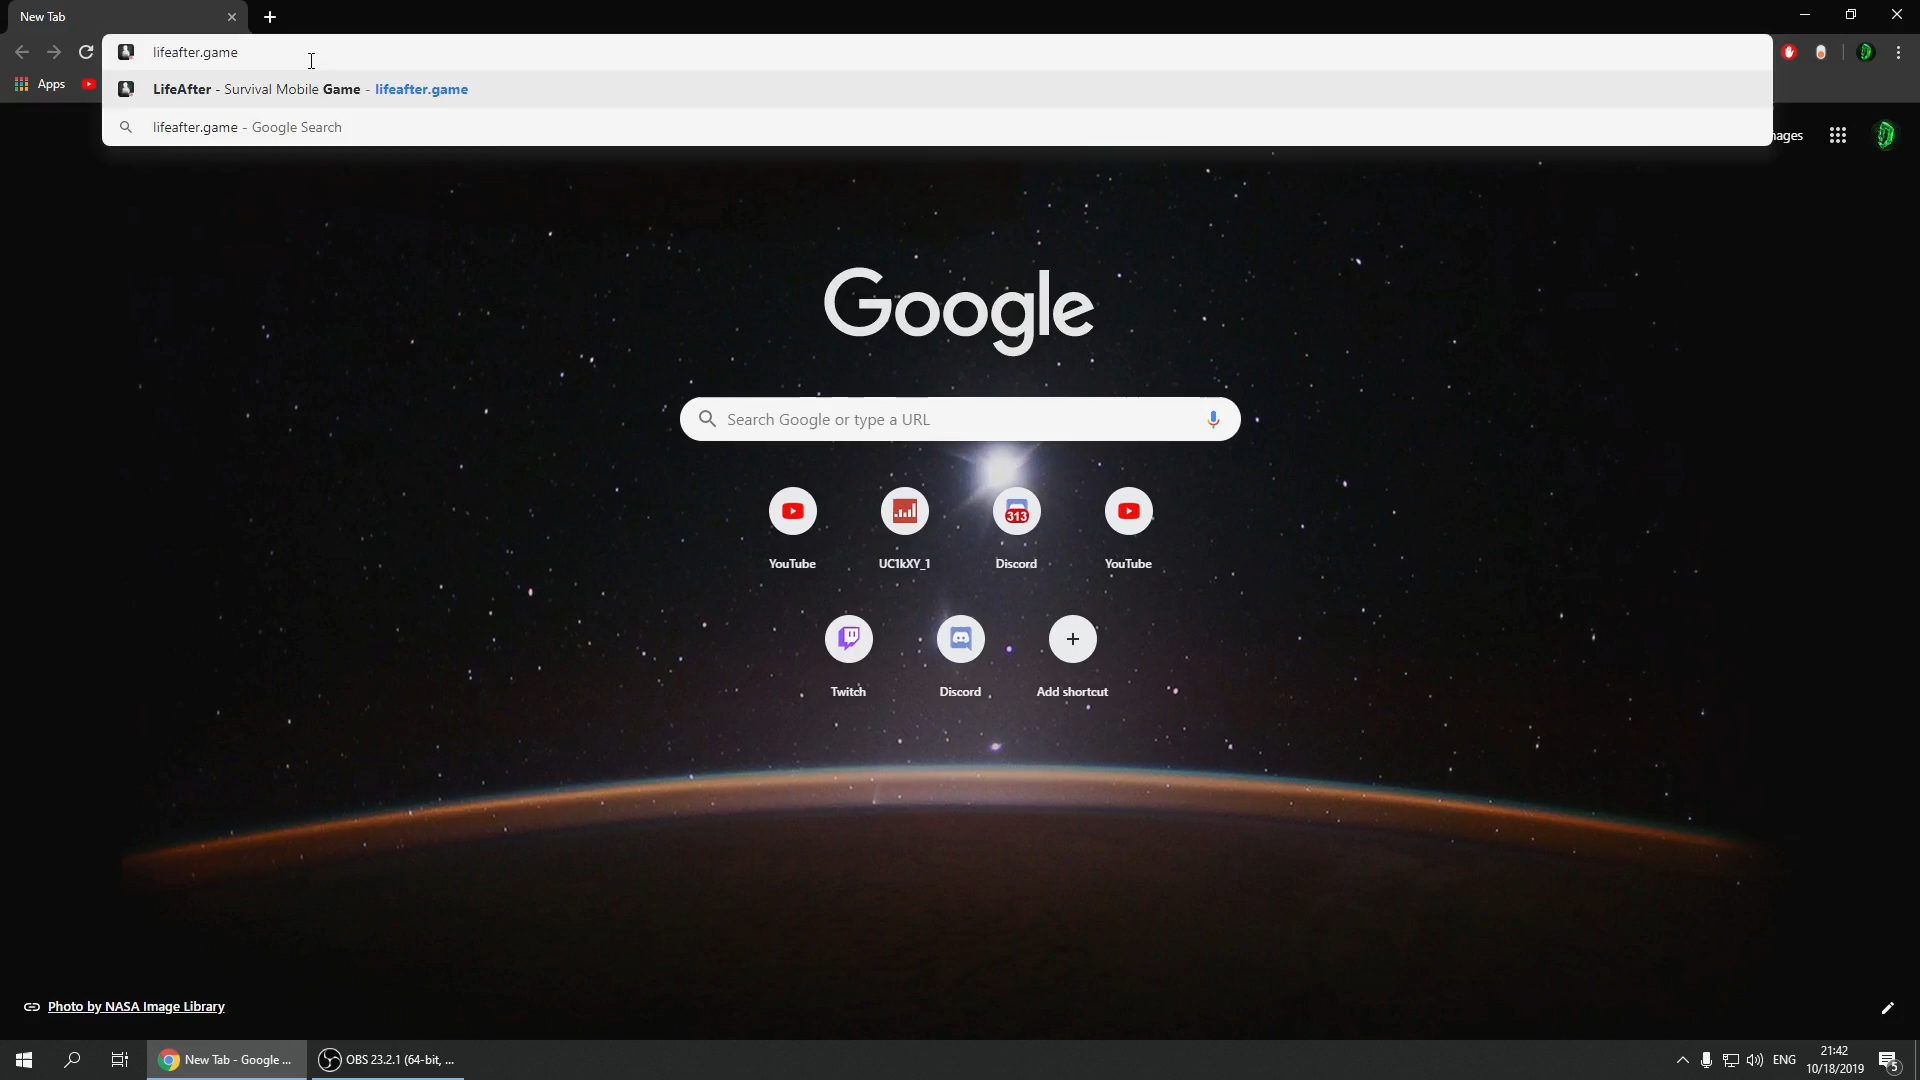 New Tab
lifeafter.game
Apps
LifeAfter - Survival Mobile Game - lifeafter.game
lifeafter.game - Google Search
Google
Search Google or type a URL
313
YouTube
UC1kXY_1
Discord
YouTube
Twitch
Discord
Add shortcut
Photo by NASA Image Library
New Tab - Google ...
OBS 23.2.1 (64-bit, ...
ENG
21:42
10/18/2019
5